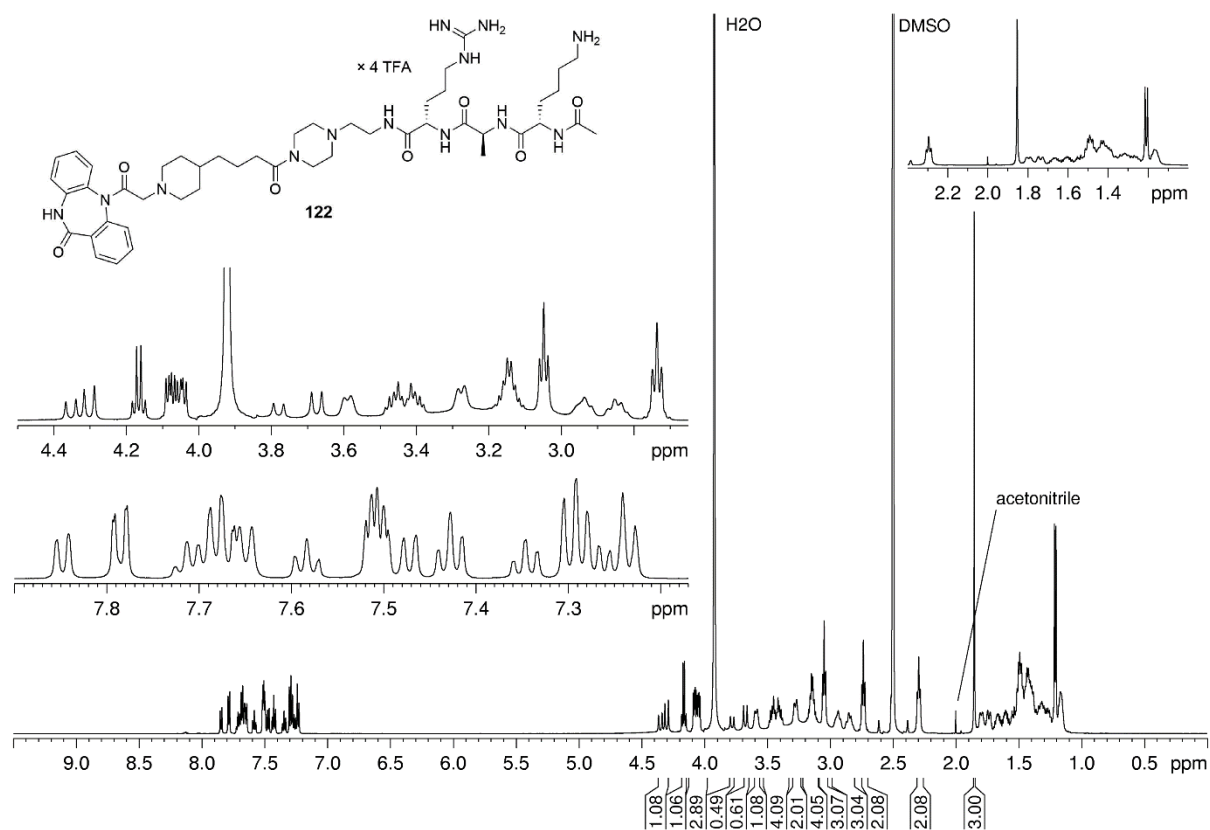 H2O
DMSO
× 4 TFA
HN
NH2
NH
NH2
O
N
H
N
O
H
N
O
N
H
O
N
H
O
N
N
O
N
O
N
HN
O
122
2.2 2.0 1.8 1.6 1.4 ppm
4.4 4.2 4.0 3.8 3.6 3.4 3.2 3.0 ppm
acetonitrile
7.8 7.7 7.6 7.5 7.4 7.3 ppm
9.0 8.5 8.0 7.5 7.0 6.5 6.0 5.5 5.0 4.5 4.0 3.5 3.0 2.5 2.0 1.5 1.0 0.5 ppm
1.08
1.06
2.89
0.49
0.61
1.08
4.09
2.01
4.05
3.07
3.04
2.08
2.08
3.00